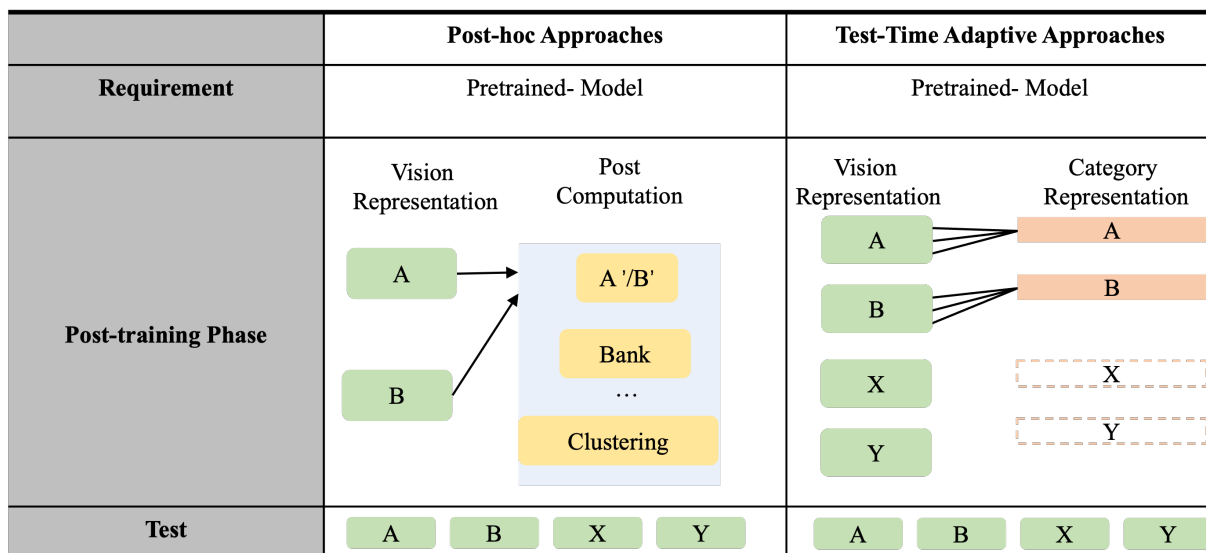 Post-hoc Approaches
Test-Time Adaptive Approaches
Requirement
Pretrained- Model
Pretrained- Model
Post-training Phase
Vision
Representation
Post
Computation
A
B
A '/B'
Bank
...
Clustering
Vision
Representation
Category
Representation
A
A
B
B
X
X
Y
Y
Test
A
B
X
Y
A
B
X
Y